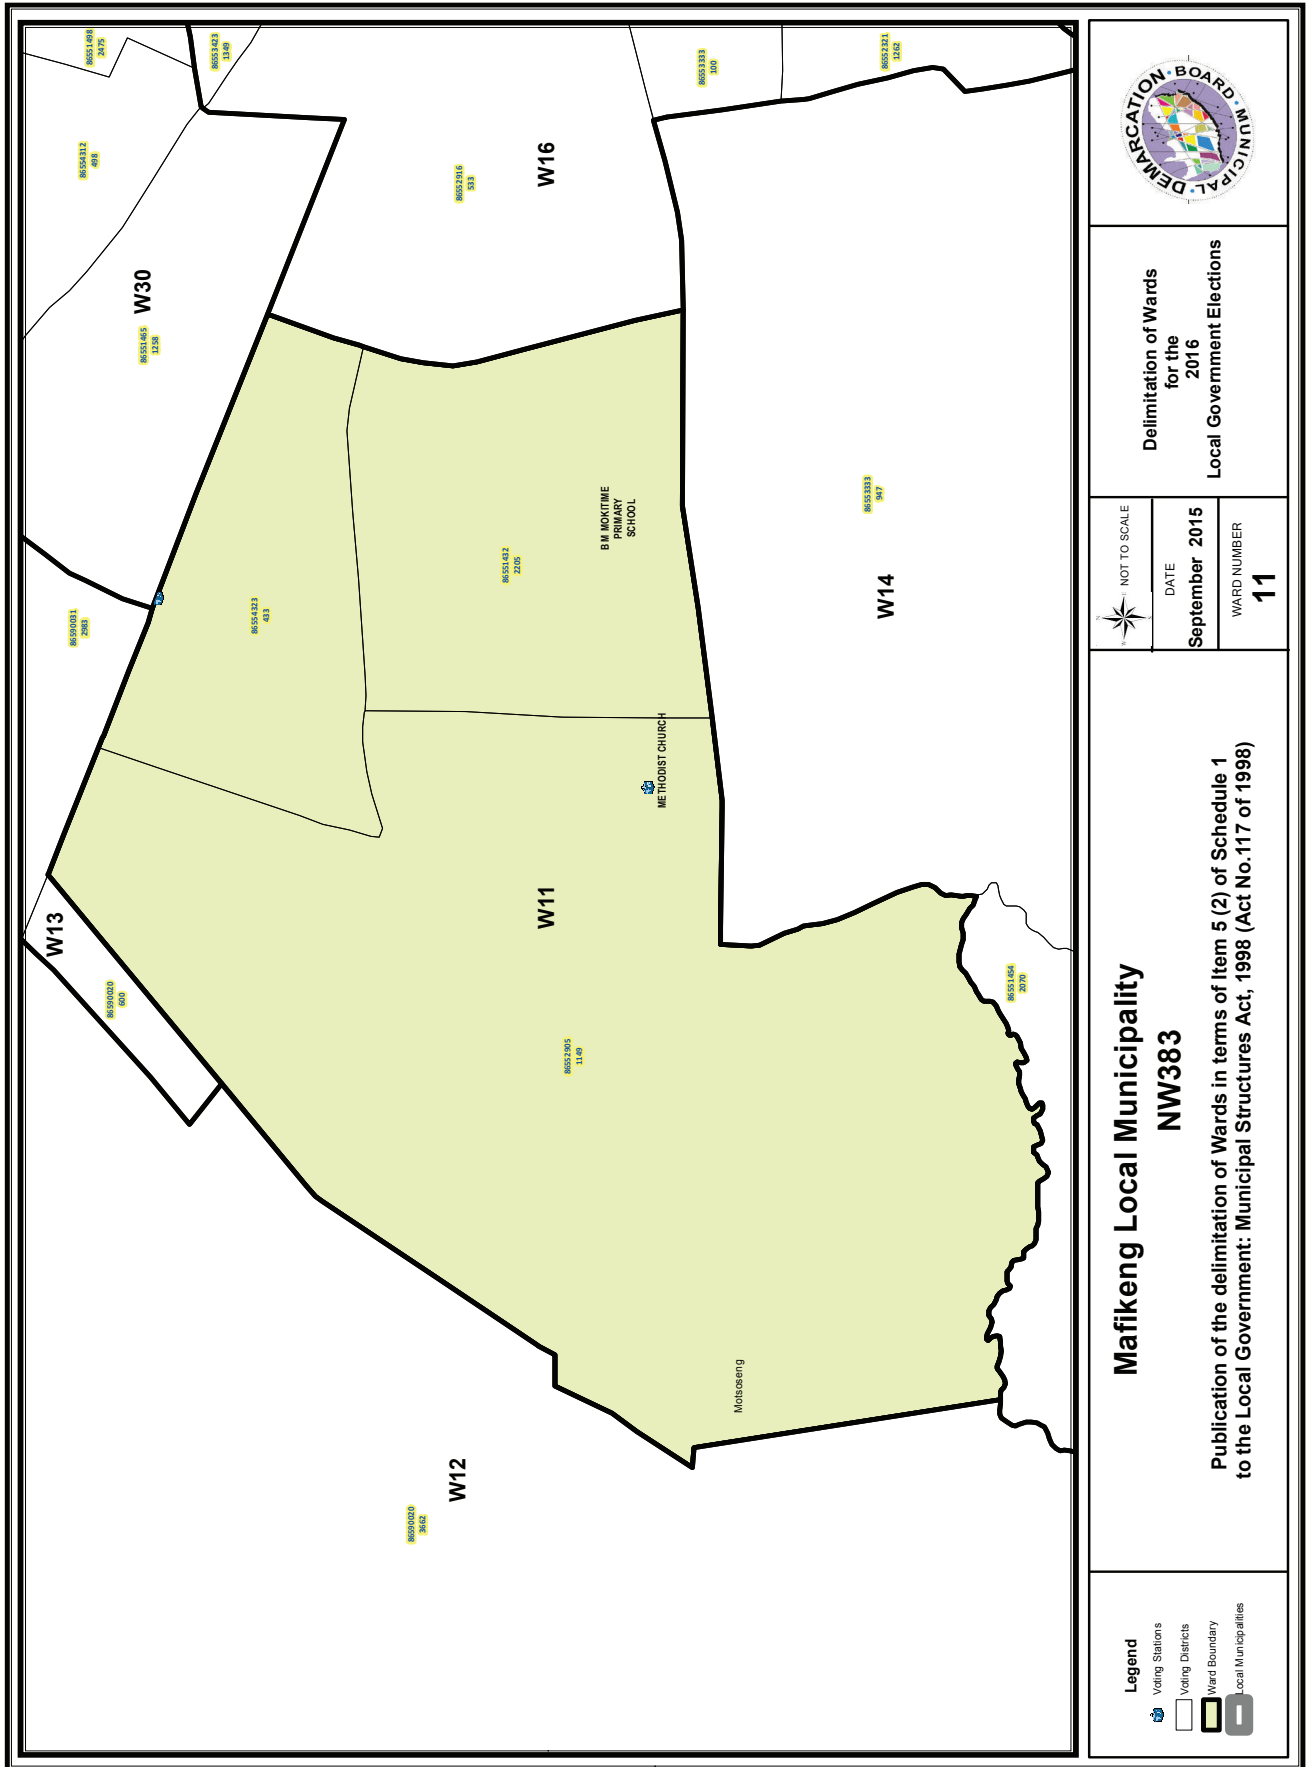 86551498
2475
86553423
1349
86554312
498
W30
86551465
1258
86590031
2983
W13
86590020
600
86552916
533
W16
86553333
100
86552321
1262
86554323
433
86551432
2205
B M MOKITIME
PRIMARY
SCHOOL
METHODIST CHURCH
W11
86552905
1149
86553333
947
W14
86551454
2070
Motsoseng
W12
86590020
3662
Legend
Voting Stations
Voting Districts
Ward Boundary
Local Municipalities
Mafikeng Local Municipality
NW383
Publication of the delimitation of Wards in terms of Item 5 (2) of Schedule 1
to the Local Government: Municipal Structures Act, 1998 (Act No.117 of 1998)
NOT TO SCALE
DATE
September 2015
WARD NUMBER
11
Delimitation of Wards
for the
2016
Local Government Elections
MUNICIPAL · DEMARCATION · BOARD ·